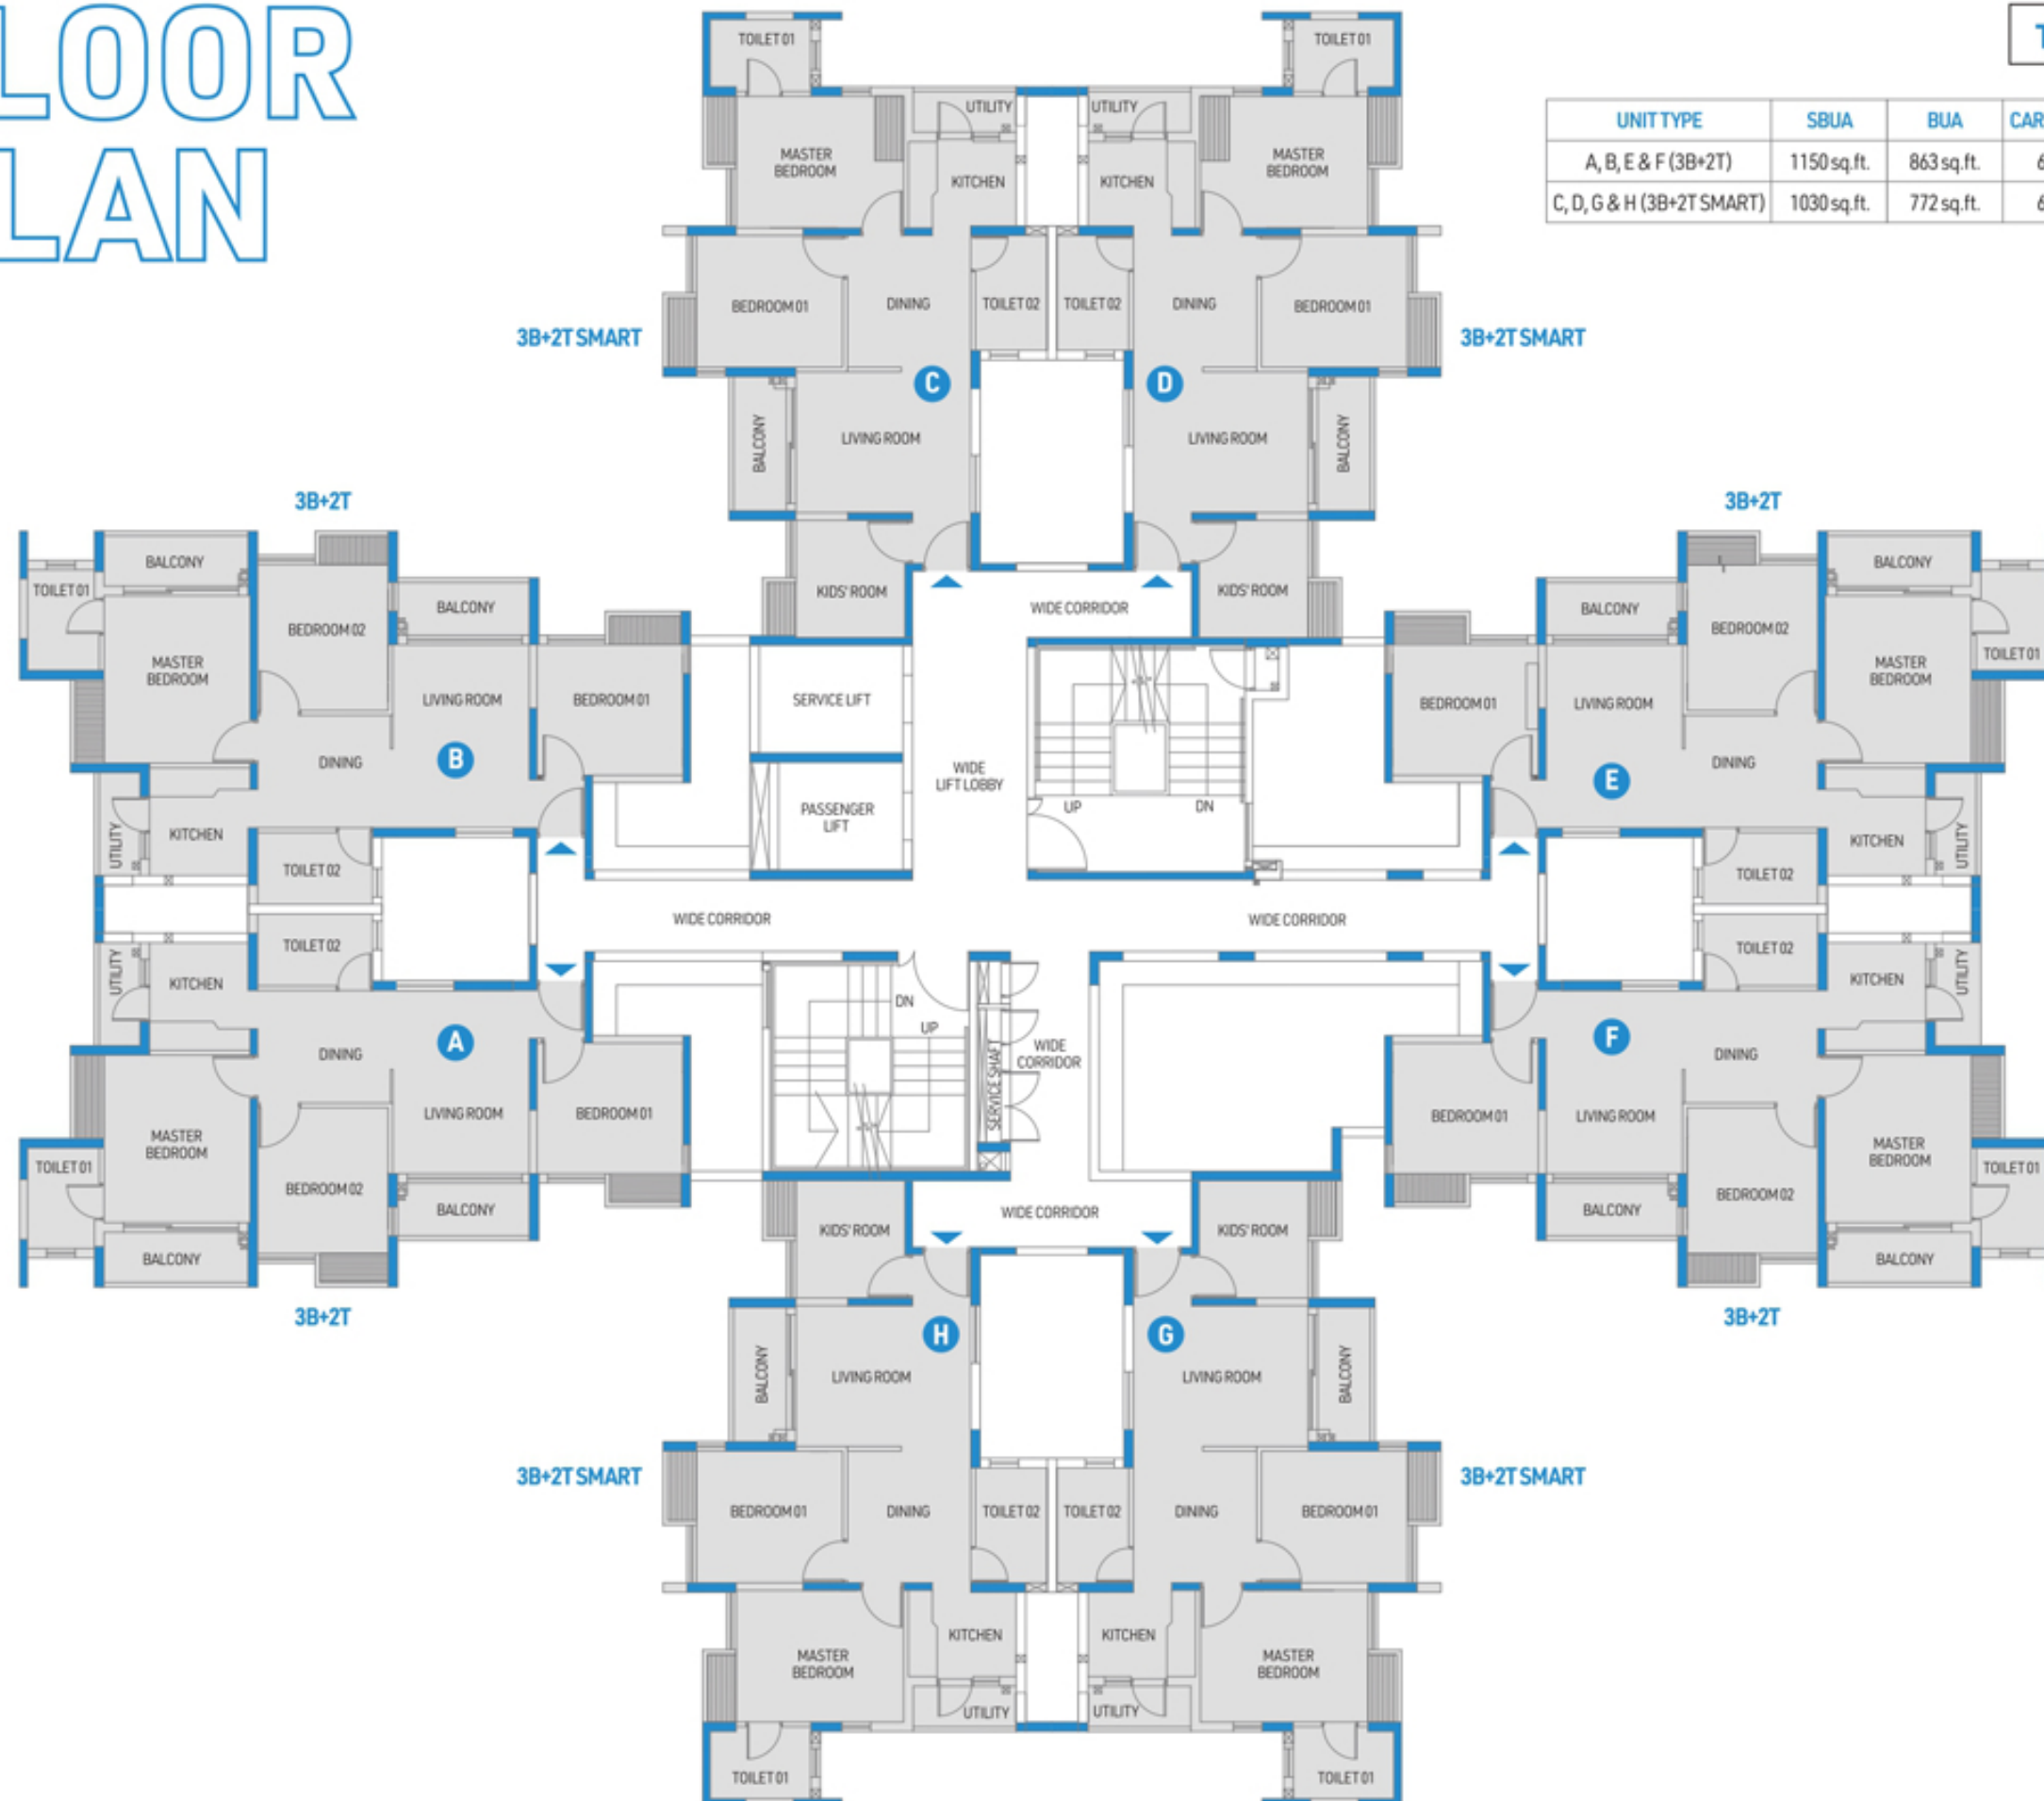 LOOR
LAN
T
UNIT TYPE SBUA BUA CAR
A, B, E & F (3B+2T) 1150 sq.ft. 863 sq.ft. 6
C, D, G & H (3B+2T SMART) 1030 sq.ft. 772 sq.ft. 6
TOILET 01
TOILET 01
UTILITY
UTILITY
MASTER
BEDROOM
KITCHEN
KITCHEN
MASTER
BEDROOM
3B+2T SMART
BEDROOM 01
DINING
TOILET 02
TOILET 02
DINING
BEDROOM 01
3B+2T SMART
C
D
BALCONY
LIVING ROOM
LIVING ROOM
BALCONY
KIDS' ROOM
KIDS' ROOM
WIDE CORRIDOR
3B+2T
BALCONY
TOILET 01
BEDROOM 02
BALCONY
MASTER
BEDROOM
LIVING ROOM
BEDROOM 01
DINING
B
UTILITY
KITCHEN
TOILET 02
SERVICE LIFT
PASSENGER
LIFT
WIDE
LIFT LOBBY
UP
DN
3B+2T
BALCONY
BALCONY
BEDROOM 02
MASTER
BEDROOM
TOILET 01
BEDROOM 01
LIVING ROOM
DINING
E
KITCHEN
UTILITY
TOILET 02
WIDE CORRIDOR
WIDE CORRIDOR
TOILET 02
UTILITY
KITCHEN
DINING
A
LIVING ROOM
BEDROOM 01
MASTER
BEDROOM
TOILET 01
BEDROOM 02
BALCONY
BALCONY
3B+2T
DN
UP
SERVICE SHAFT
WIDE
CORRIDOR
TOILET 02
KITCHEN
UTILITY
F
DINING
BEDROOM 01
LIVING ROOM
MASTER
BEDROOM
TOILET 01
BEDROOM 02
BALCONY
BALCONY
3B+2T
WIDE CORRIDOR
KIDS' ROOM
KIDS' ROOM
H
G
BALCONY
LIVING ROOM
LIVING ROOM
BALCONY
3B+2T SMART
BEDROOM 01
DINING
TOILET 02
TOILET 02
DINING
BEDROOM 01
3B+2T SMART
MASTER
BEDROOM
KITCHEN
KITCHEN
MASTER
BEDROOM
UTILITY
UTILITY
TOILET 01
TOILET 01